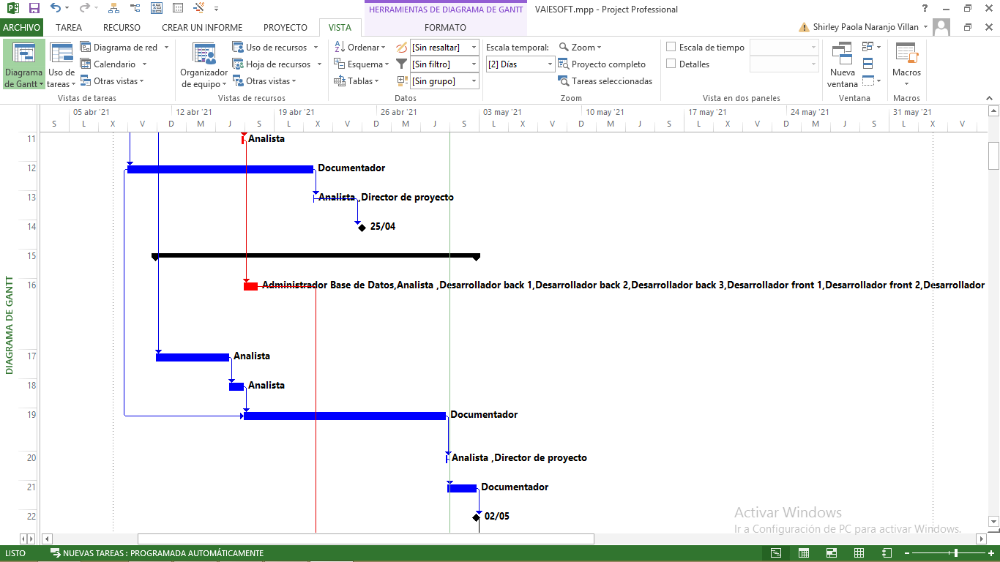 HERRAMIENTAS DE DIAGRAMA DE GANTT
VAIESOFT.mpp - Project Professional
ARCHIVO TAREA RECURSO CREAR UN INFORME PROYECTO VISTA FORMATO
Shirley Paola Naranjo Villan
Diagrama de Gantt
Uso de tareas
Diagrama de red
Calendario
Otras vistas
Vistas de tareas
Organizador de equipo
Uso de recursos
Hoja de recursos
Otras vistas
Vistas de recursos
Ordenar
Esquema
Tablas
[Sin resaltar]
[Sin filtro]
[Sin grupo]
Datos
Escala temporal:
[2] Días
Zoom
Proyecto completo
Tareas seleccionadas
Zoom
Escala de tiempo
Detalles
Vista en dos paneles
Nueva ventana
Ventana
Macros
Macros
05 abr '21 12 abr '21 19 abr '21 26 abr '21 03 may '21 10 may '21 17 may '21 24 may '21 31 may '21
S L X V D M J S L X V D M J S L X V D M J S L X V D M J S L X V
11 Analista
12 Documentador
13 Analista ,Director de proyecto
14 25/04
15
16 Administrador Base de Datos,Analista ,Desarrollador back 1,Desarrollador back 2,Desarrollador back 3,Desarrollador front 1,Desarrollador front 2,Desarrollador
DIAGRAMA DE GANTT
17 Analista
18 Analista
19 Documentador
20 Analista ,Director de proyecto
21 Documentador
22 02/05
Activar Windows
Ir a Configuración de PC para activar Windows.
LISTO NUEVAS TAREAS : PROGRAMADA AUTOMÁTICAMENTE